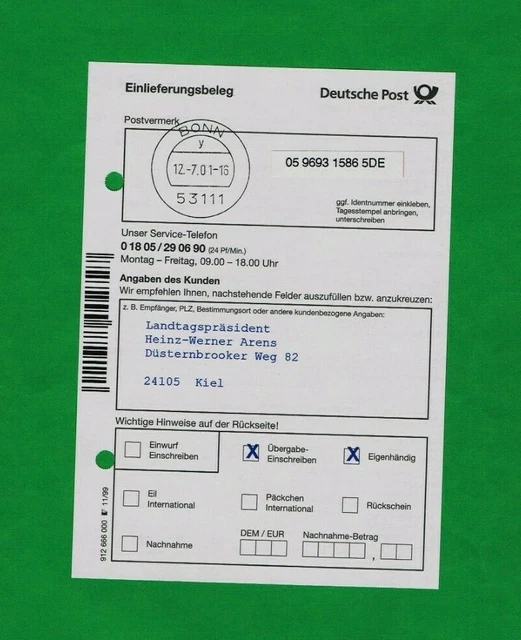 Einlieferungsbeleg
Deutsche Post
Postvermerk
BONN
y
12.-7.01-16
53111
05 9693 1586 5DE
ggf. Identnummer einkleben,
Tagesstempel anbringen,
unterschreiben
Unser Service-Telefon
0 18 05 / 29 06 90 (24 Pf/Min.)
Montag – Freitag, 09.00 – 18.00 Uhr
Angaben des Kunden
Wir empfehlen Ihnen, nachstehende Felder auszufüllen bzw. anzukreuzen:
z. B. Empfänger, PLZ, Bestimmungsort oder andere kundenbezogene Angaben:
Landtagspräsident
Heinz-Werner Arens
Düsternbrooker Weg 82
24105 Kiel
Wichtige Hinweise auf der Rückseite!
Einwurf
Einschreiben
X Übergabe-
Einschreiben
X Eigenhändig
Eil
International
Päckchen
International
Rückschein
Nachnahme
DEM / EUR
Nachnahme-Betrag
,
912 666 000 11/99